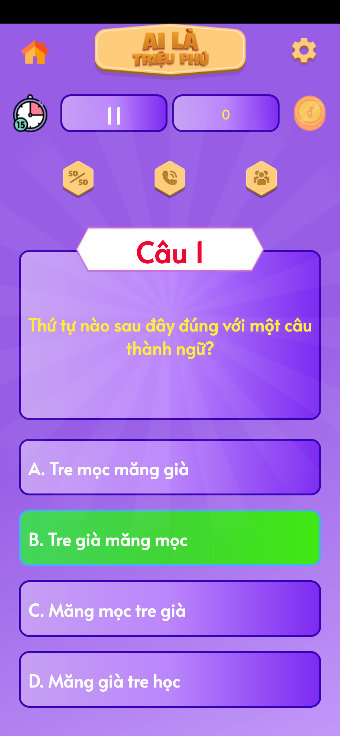 AI LÀ
TRIỆU PHÚ
15
0
50/50
Câu 1
Thứ tự nào sau đây đúng với một câu
thành ngữ?
A. Tre mọc măng già
B. Tre già măng mọc
C. Măng mọc tre già
D. Măng già tre học